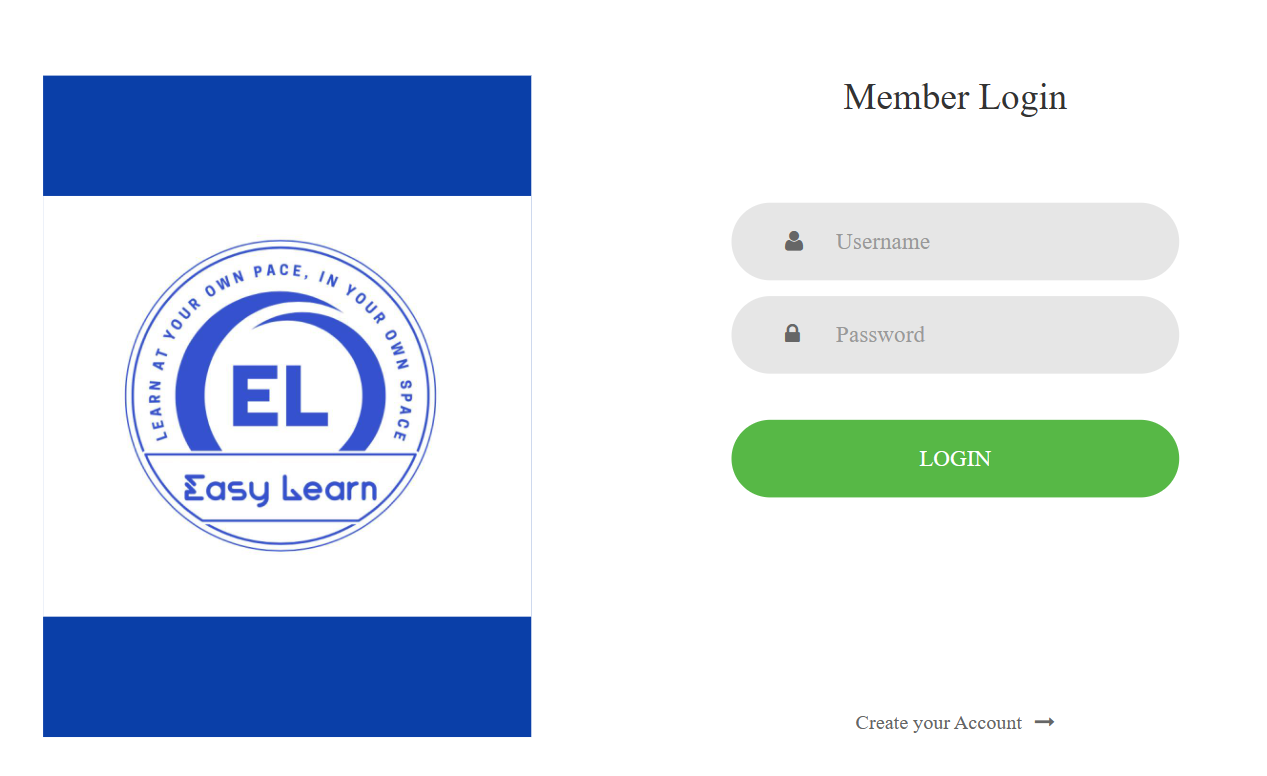 LEARN AT YOUR OWN PACE, IN YOUR OWN SPACE
EL
Easy Learn
Member Login
Username
Password
LOGIN
Create your Account